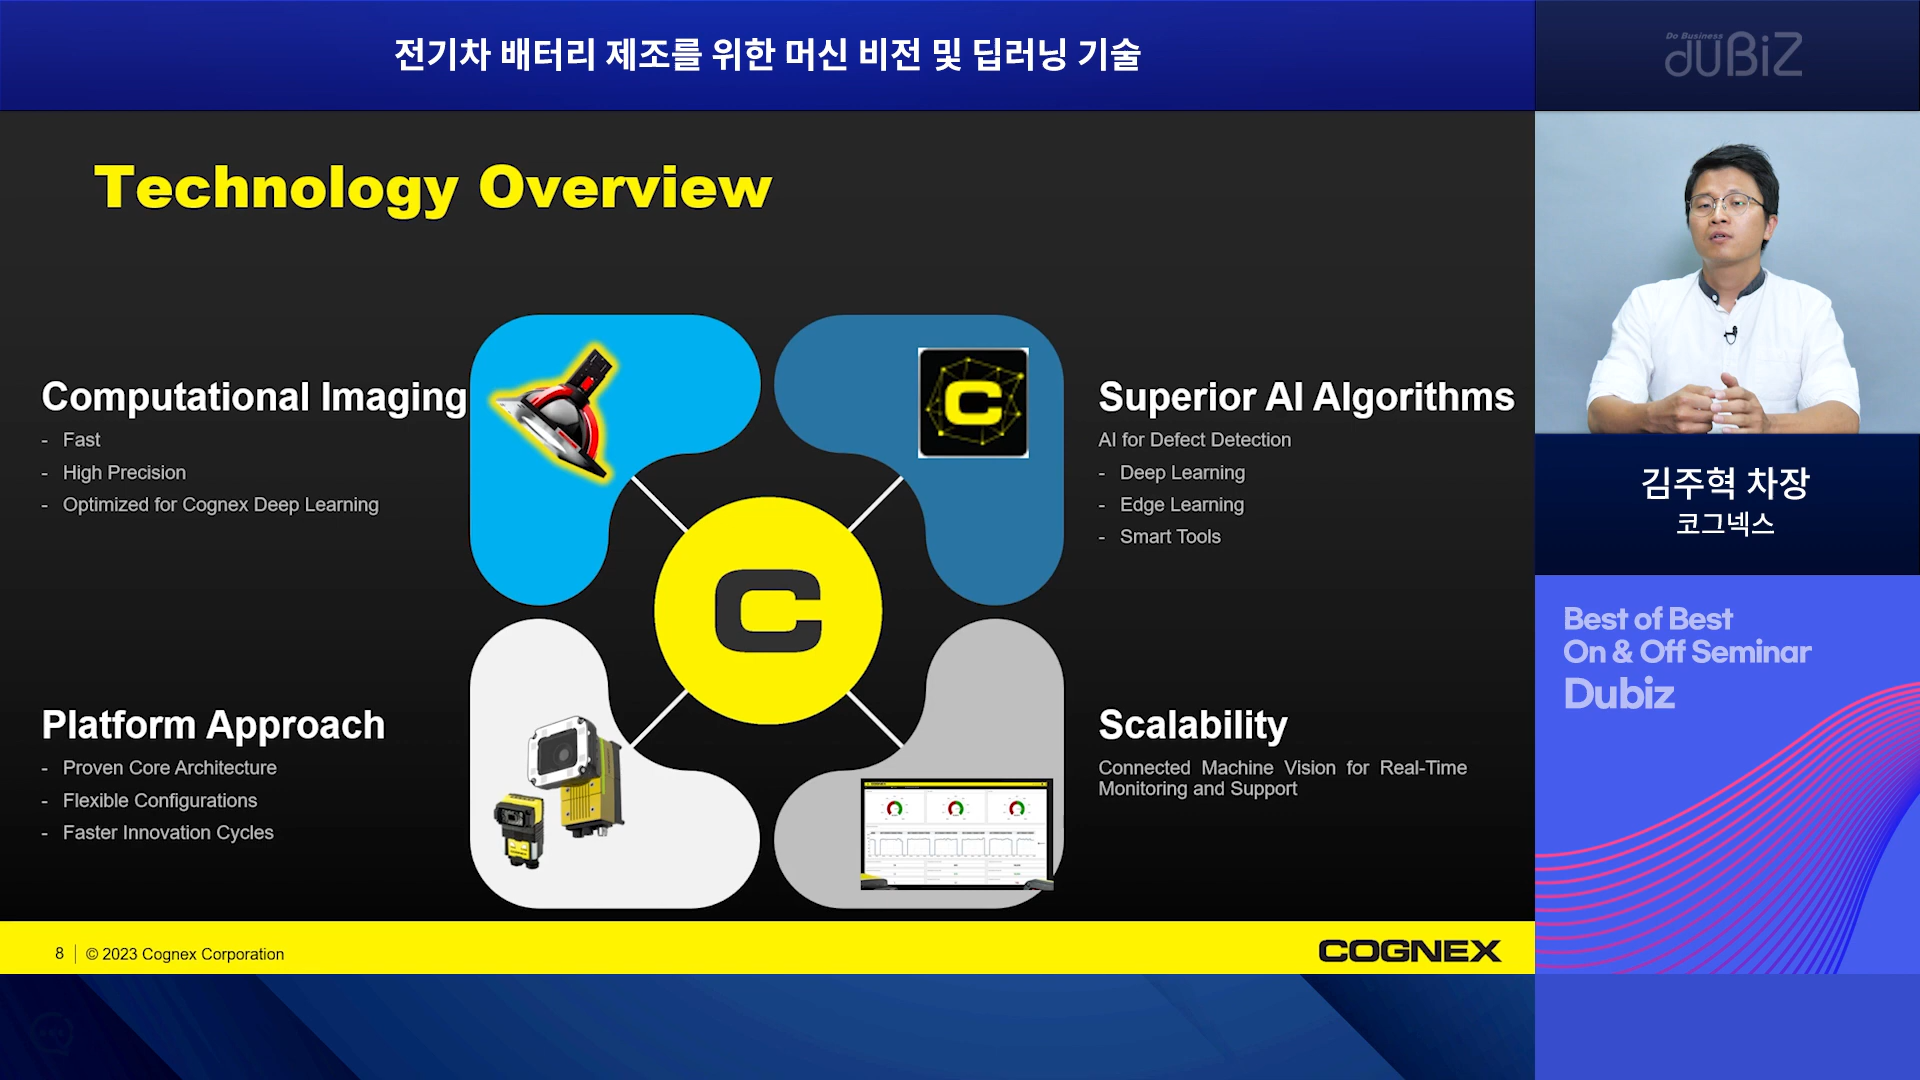 전기차 배터리 제조를 위한 머신 비전 및 딥러닝 기술
Do Business
duBiZ
Technology Overview
Computational Imaging
- Fast
- High Precision
- Optimized for Cognex Deep Learning
C
Superior AI Algorithms
AI for Defect Detection
- Deep Learning
- Edge Learning
- Smart Tools
C
Platform Approach
- Proven Core Architecture
- Flexible Configurations
- Faster Innovation Cycles
Scalability
Connected Machine Vision for Real-Time
Monitoring and Support
8
© 2023 Cognex Corporation
COGNEX
김주혁 차장
코그넥스
Best of Best
On & Off Seminar
Dubiz